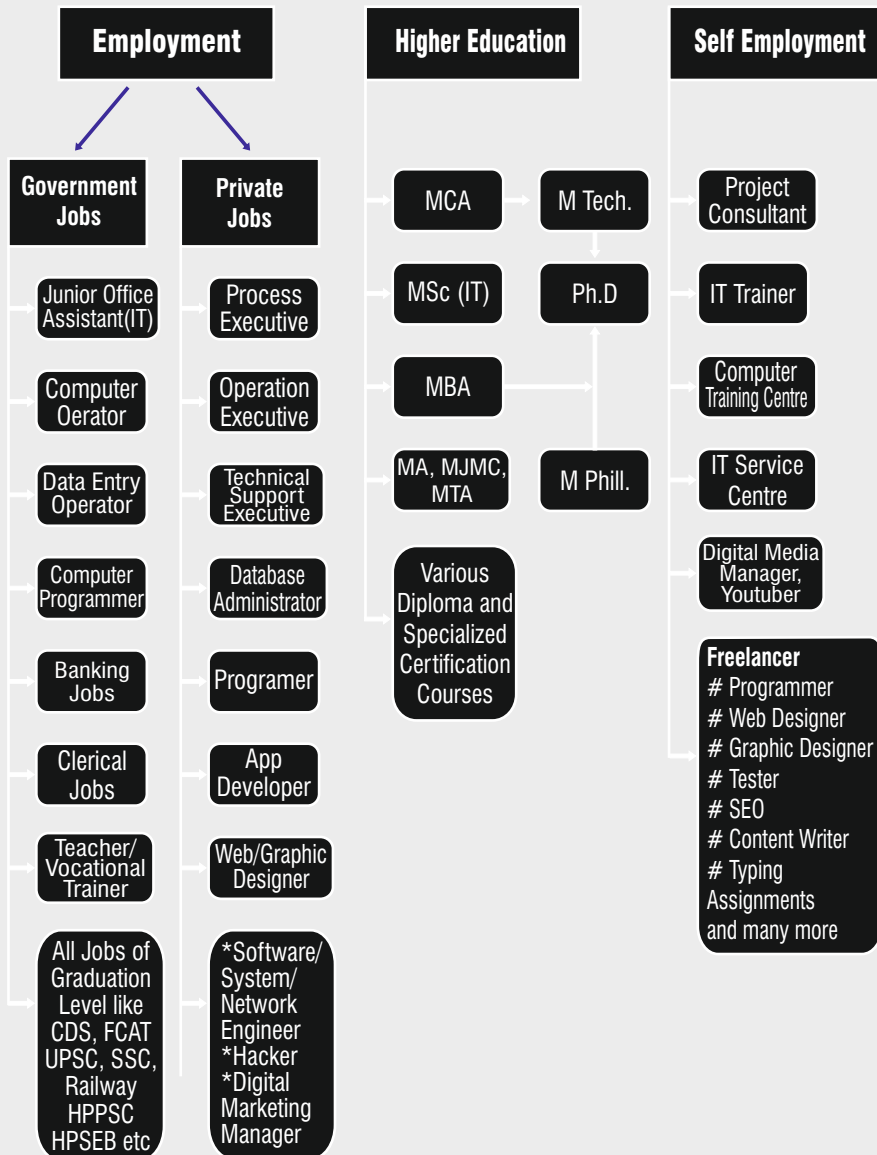 Employment
Government
Jobs
Junior Office
Assistant(IT)
Computer
Oerator
Data Entry
Operator
Computer
Programmer
Banking
Jobs
Clerical
Jobs
Teacher/
Vocational
Trainer
All Jobs of
Graduation
Level like
CDS, FCAT
UPSC, SSC,
Railway
HPPSC
HPSEB etc
Private
Jobs
Process
Executive
Operation
Executive
Technical
Support
Executive
Database
Administrator
Programer
App
Developer
Web/Graphic
Designer
*Software/
System/
Network
Engineer
*Hacker
*Digital
Marketing
Manager
Higher Education
MCA
M Tech.
MSc (IT)
Ph.D
MBA
MA, MJMC,
MTA
M Phill.
Various
Diploma and
Specialized
Certification
Courses
Self Employment
Project
Consultant
IT Trainer
Computer
Training Centre
IT Service
Centre
Digital Media
Manager,
Youtuber
Freelancer
# Programmer
# Web Designer
# Graphic Designer
# Tester
# SEO
# Content Writer
# Typing
Assignments
and many more